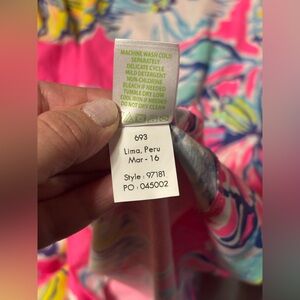 MACHINE WASH COLD
SEPARATELY
DELICATE CYCLE
MILD DETERGENT
NON-CHLORINE
BLEACH IF NEEDED
TUMBLE DRY LOW
COOL IRON IF NEEDED
DO NOT DRY CLEAN
693
Lima, Peru
Mar - 16
Style : 97181
PO : 045002